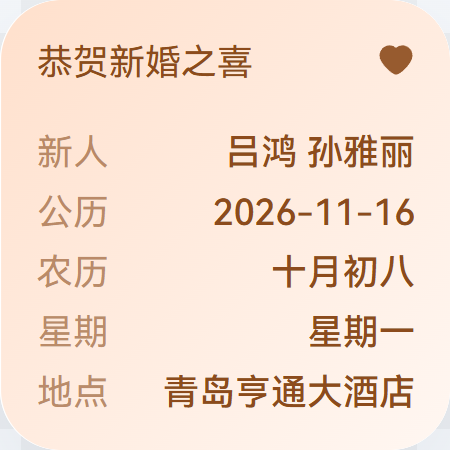 恭贺新婚之喜
新人 吕鸿 孙雅丽
公历 2026-11-16
农历 十月初八
星期 星期一
地点 青岛亨通大酒店